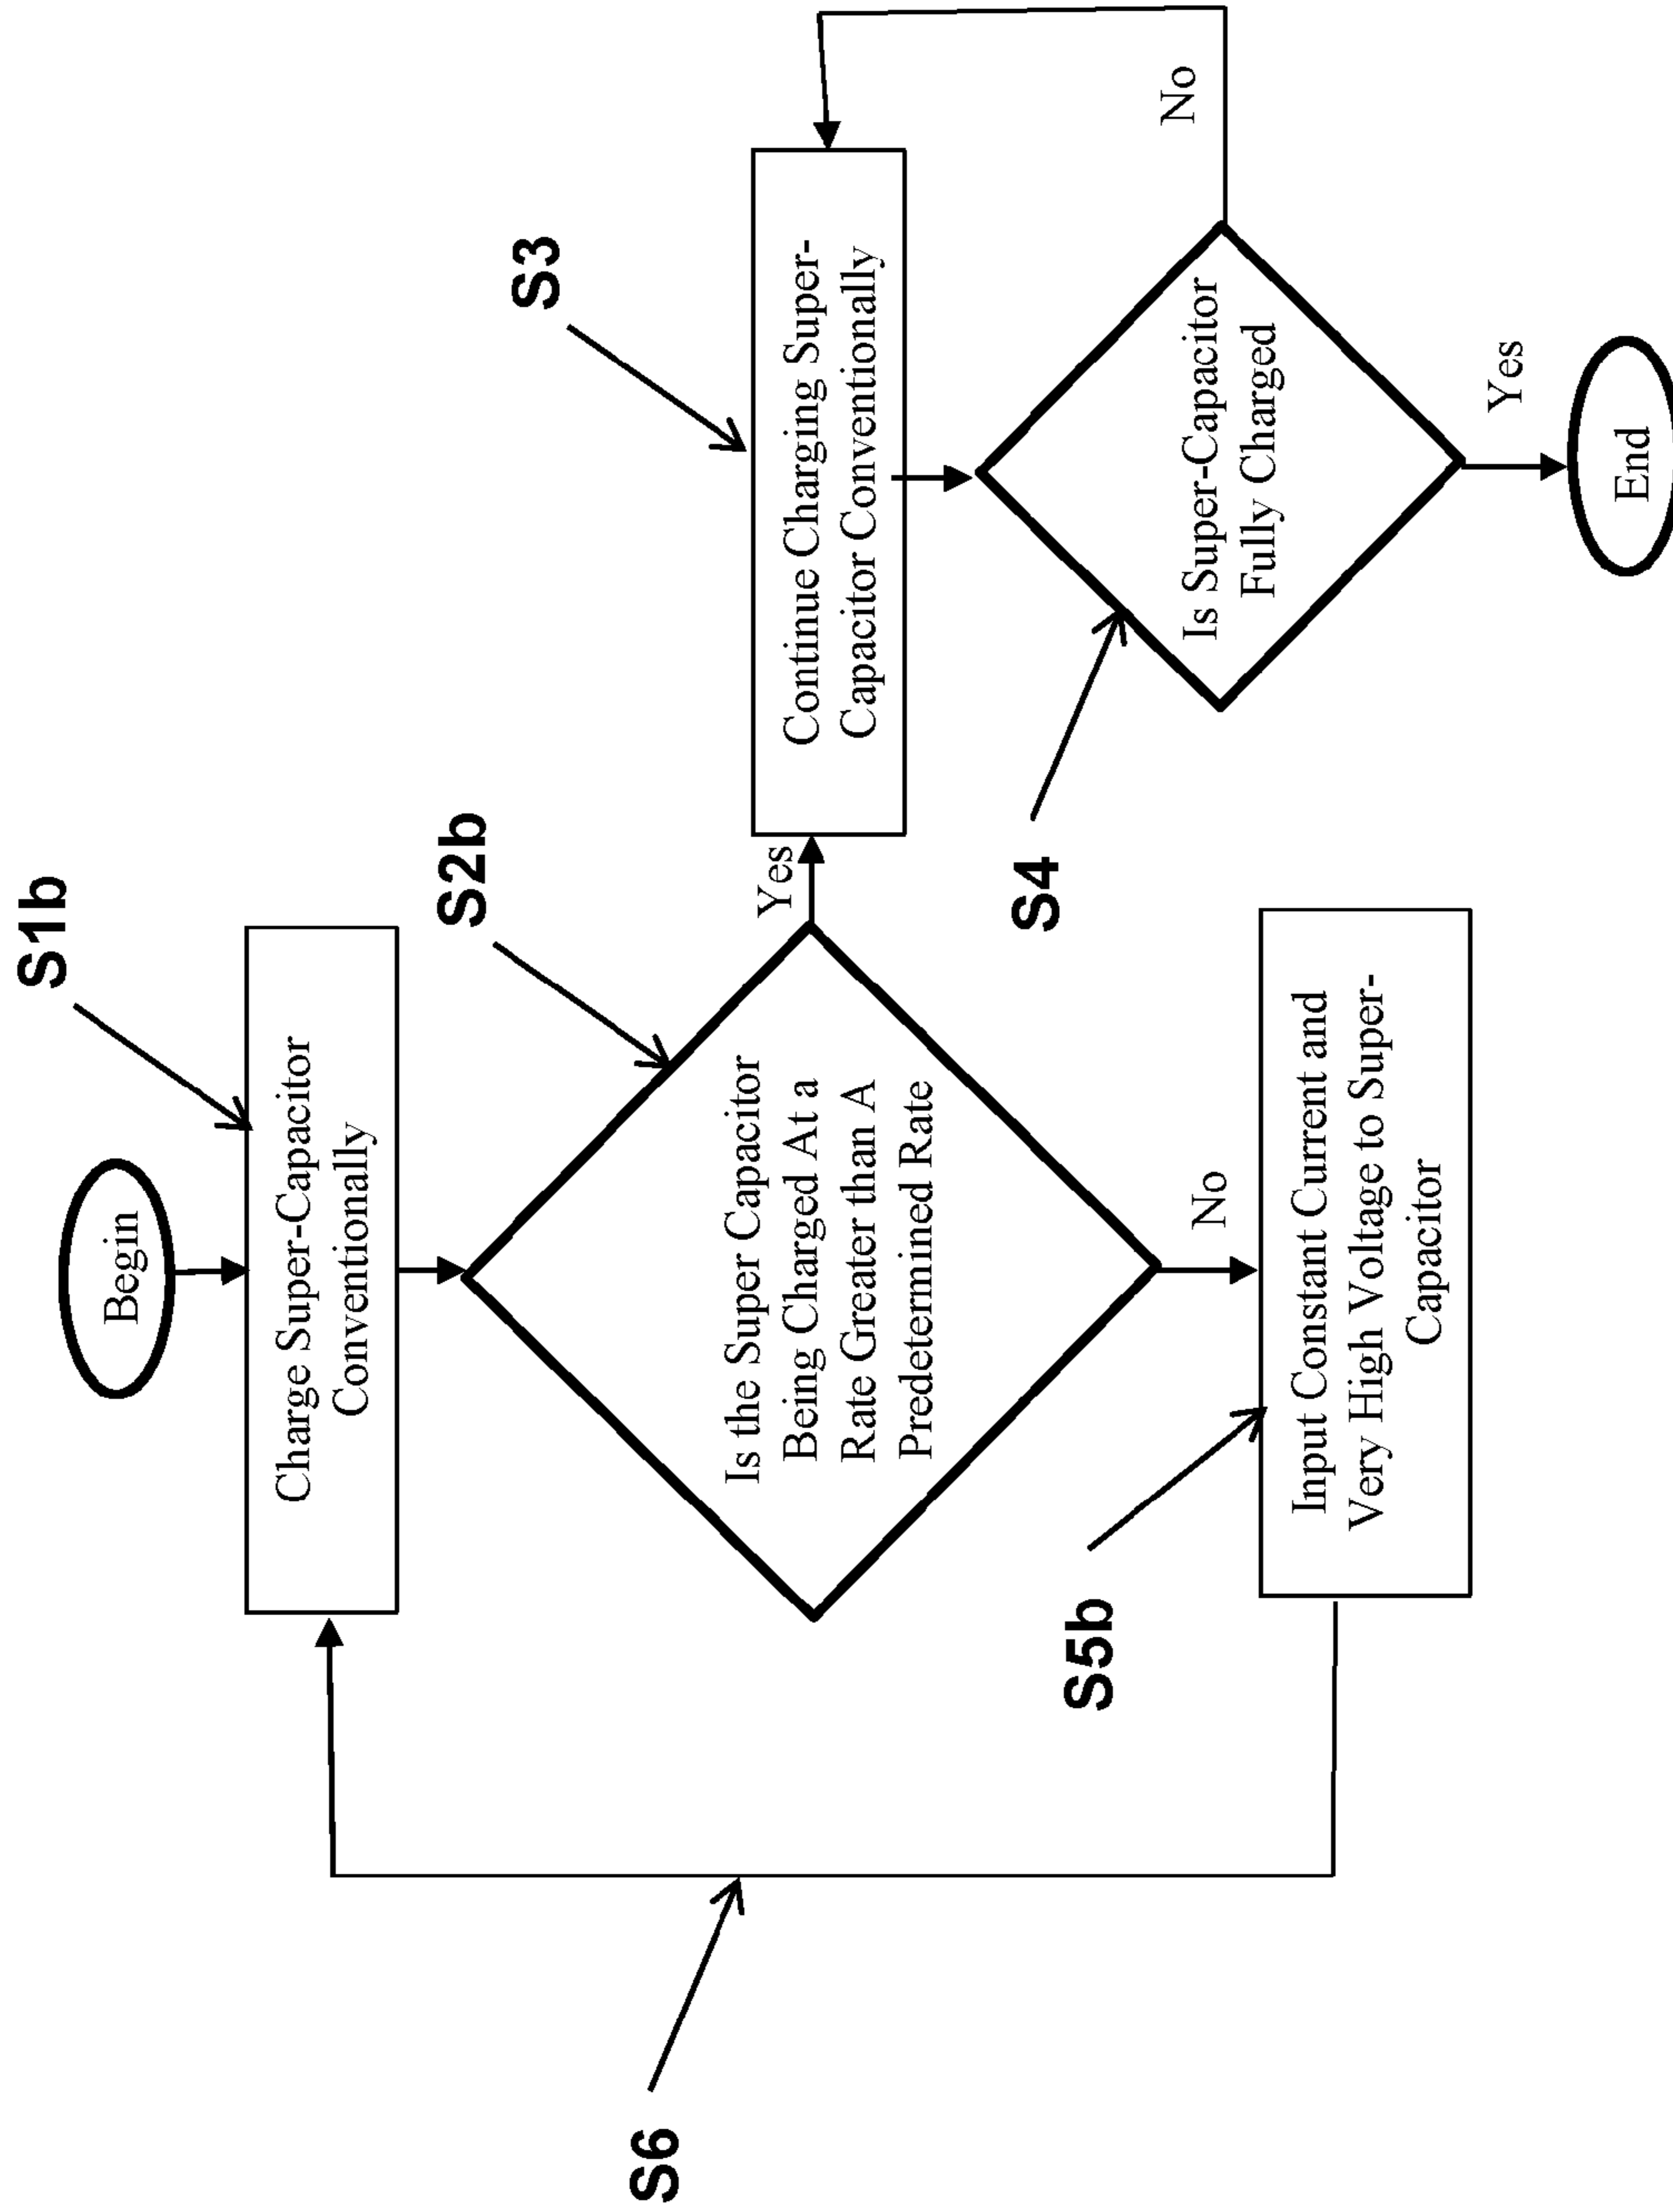 S1b
Begin
Charge Super-Capacitor
Conventionally
S2b
Is the Super Capacitor
Being Charged At a
Rate Greater than A
Predetermined Rate
Yes
No
S3
Continue Charging Super-
Capacitor Conventionally
S4
Is Super-Capacitor
Fully Charged
No
Yes
End
S5b
Input Constant Current and
Very High Voltage to Super-
Capacitor
S6